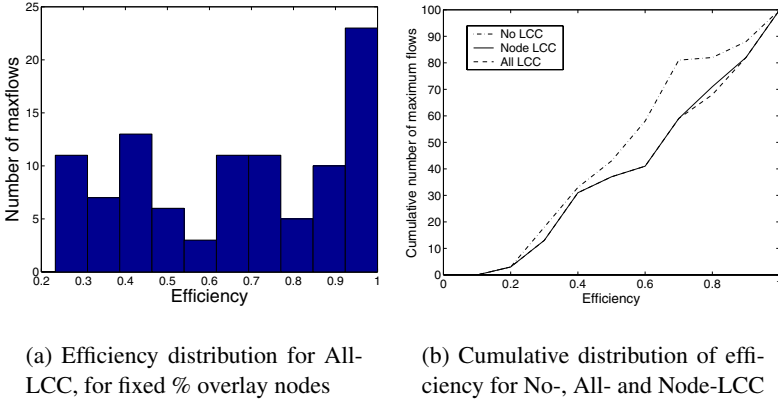 25
20
15
10
5
0
Number of maxflows
0.2 0.3 0.4 0.5 0.6 0.7 0.8 0.9 1
Efficiency
(a) Efficiency distribution for All-
LCC, for fixed % overlay nodes
100
90
80
70
60
50
40
30
20
10
0
Cumulative number of maximum flows
No LCC
Node LCC
All LCC
0 0.2 0.4 0.6 0.8 1
Efficiency
(b) Cumulative distribution of effi-
ciency for No-, All- and Node-LCC